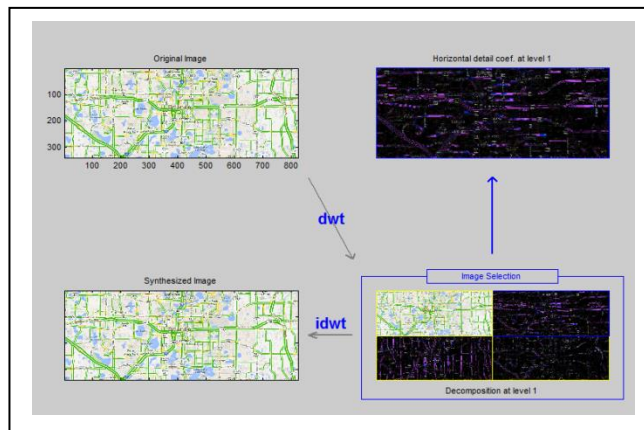 Original Image
Horizontal detail coef. at level 1
100
200
300
100 200 300 400 500 600 700 800
dwt
Synthesized Image
Image Selection
idwt
Decomposition at level 1